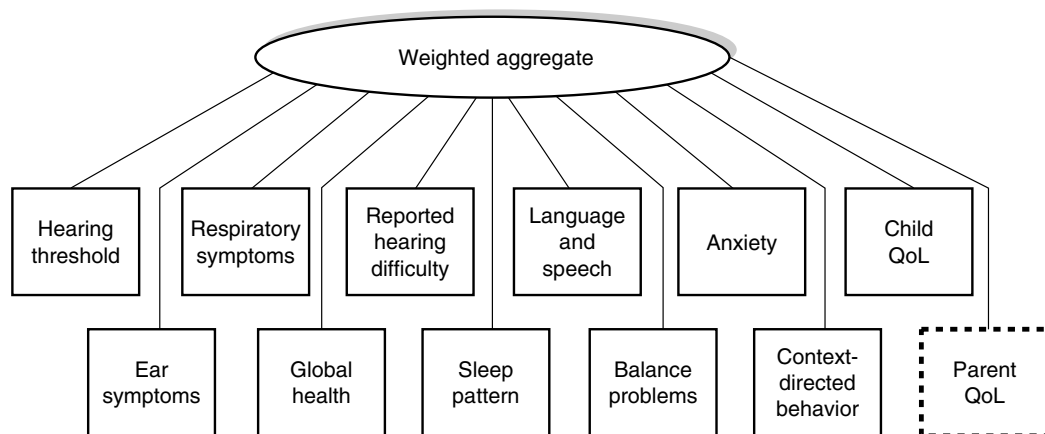 Weighted aggregate
Hearing
threshold
Respiratory
symptoms
Reported
hearing
difficulty
Language
and
speech
Anxiety
Child
QoL
Ear
symptoms
Global
health
Sleep
pattern
Balance
problems
Context-
directed
behavior
Parent
QoL